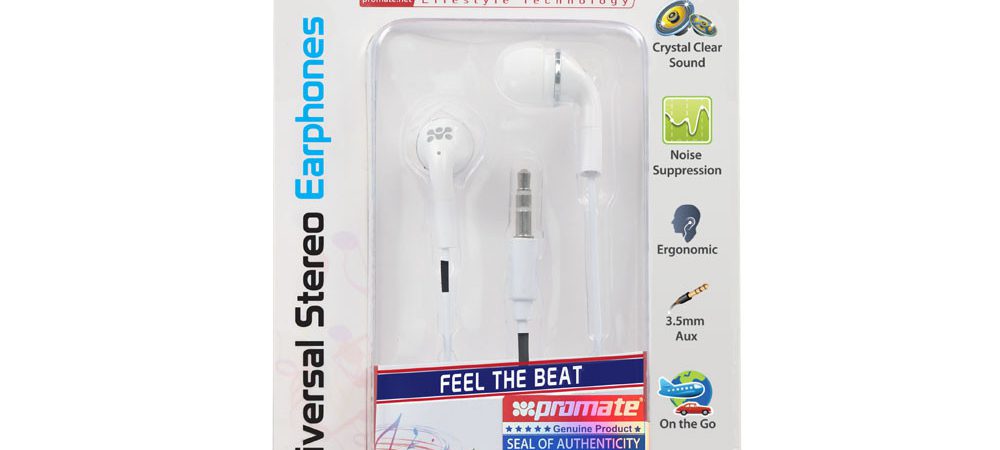 promate.net
Lifestyle Technology
iversal Stereo Earphones
Crystal Clear
Sound
Noise
Suppression
Ergonomic
3.5mm
Aux
On the Go
FEEL THE BEAT
promate®
★★★★★ Genuine Product ★
SEAL OF AUTHENTICITY